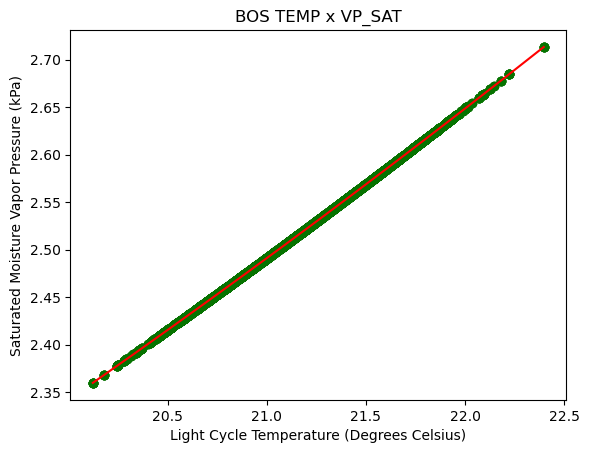 BOS TEMP x VP_SAT
Saturated Moisture Vapor Pressure (kPa)
2.70
2.65
2.60
2.55
2.50
2.45
2.40
2.35
20.5 21.0 21.5 22.0 22.5
Light Cycle Temperature (Degrees Celsius)